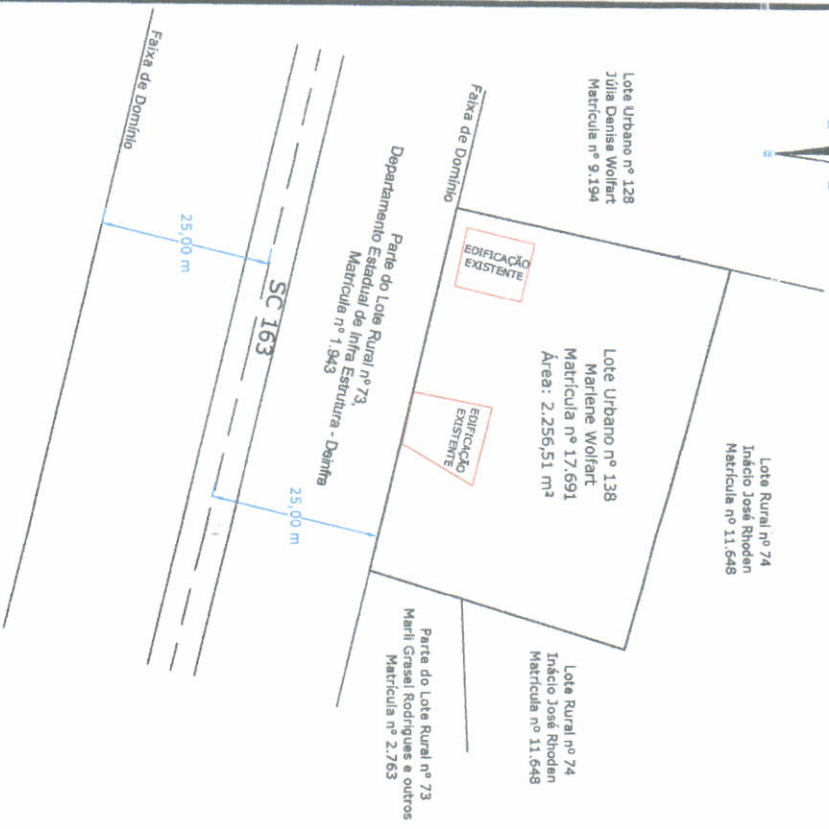 Faixa de Domínio
25,00 m
SC 163
25,00 m
Parte do Lote Rural nº 73,
Departamento Estadual de Infra Estrutura - Deinfra
Matrícula nº 1.943
Faixa de Domínio
Lote Urbano nº 128
Júlia Denise Wolfart
Matrícula nº 9.194
EDIFICAÇÃO
EXISTENTE
EDIFICAÇÃO
EXISTENTE
Lote Urbano nº 138
Marlene Wolfart
Matrícula nº 17.691
Área: 2.256,51 m²
Lote Rural nº 74
Inácio José Rhoden
Matrícula nº 11.648
Lote Rural nº 74
Inácio José Rhoden
Matrícula nº 11.648
Parte do Lote Rural nº 73
Marli Grasel Rodrigues e outros
Matrícula nº 2.763